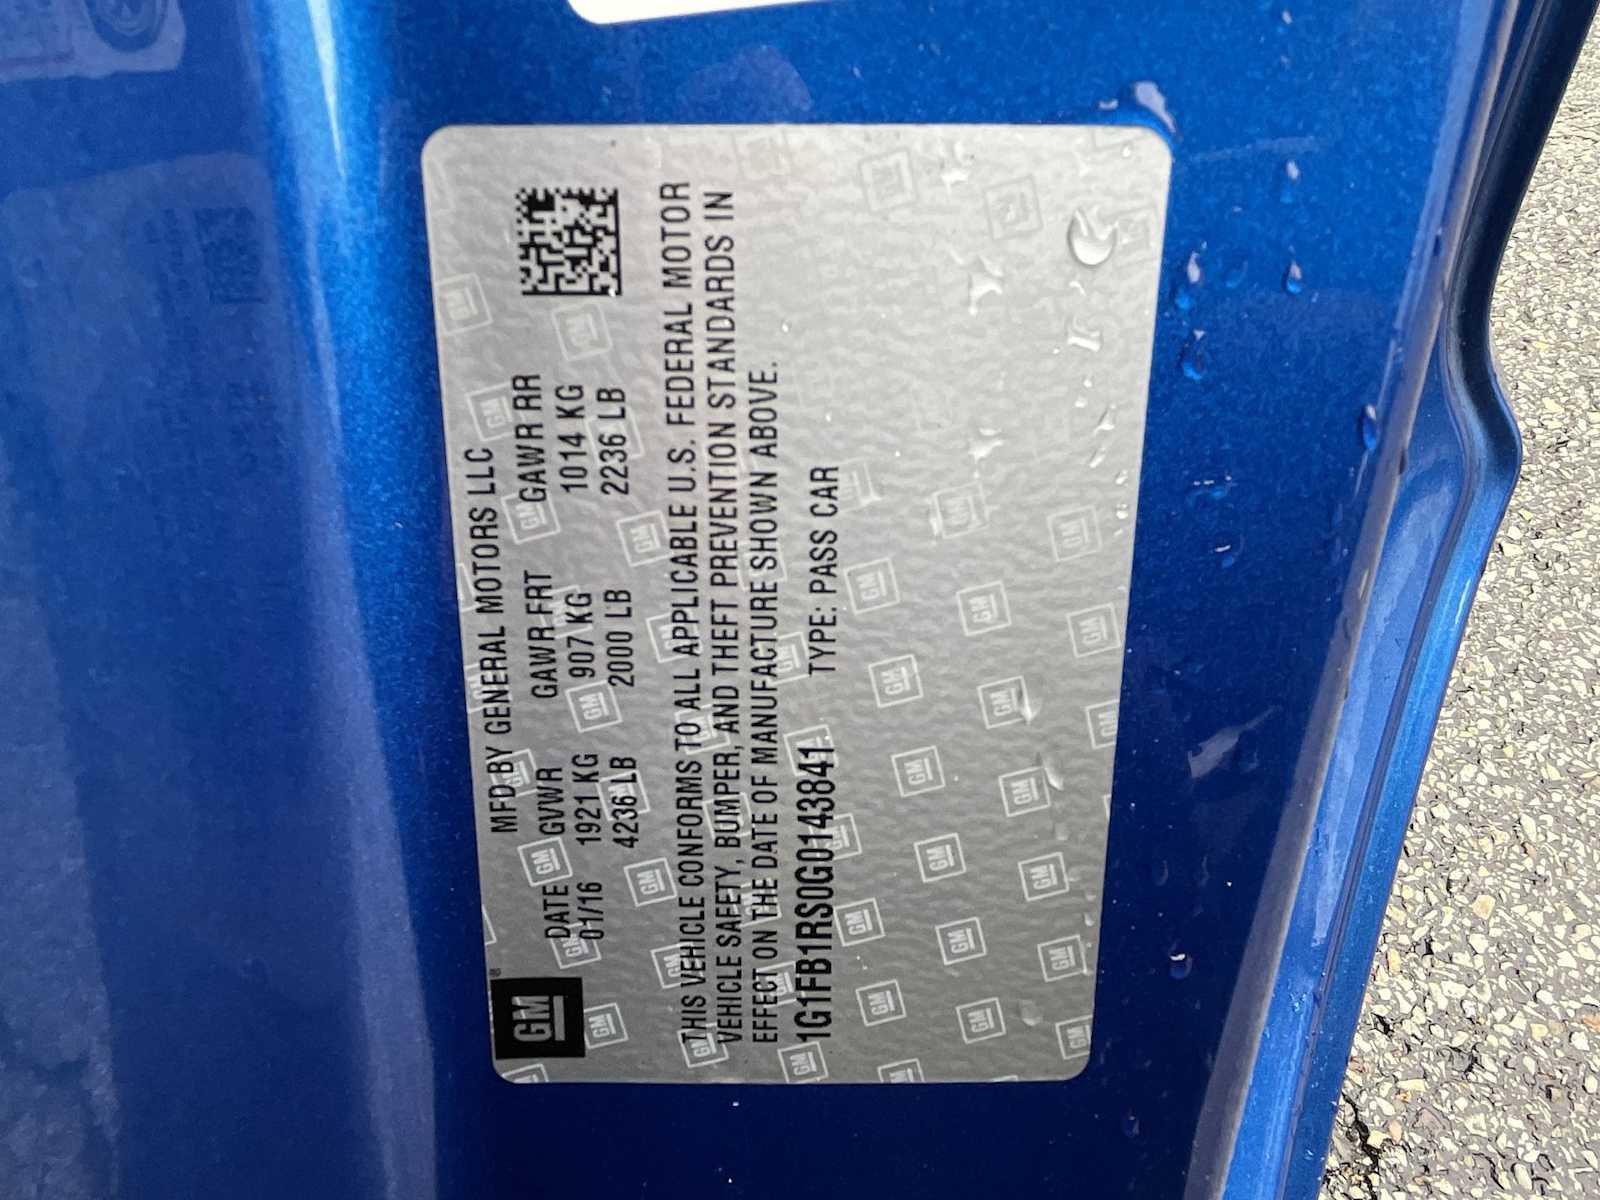 GM®
MFD BY GENERAL MOTORS LLC
DATE GVWR GAWR FRT GAWR RR
01/16 1921 KG 907 KG 1014 KG
4236 LB 2000 LB 2236 LB
THIS VEHICLE CONFORMS TO ALL APPLICABLE U.S. FEDERAL MOTOR
VEHICLE SAFETY, BUMPER, AND THEFT PREVENTION STANDARDS IN
EFFECT ON THE DATE OF MANUFACTURE SHOWN ABOVE.
1G1FB1RS0G0143841 TYPE: PASS CAR